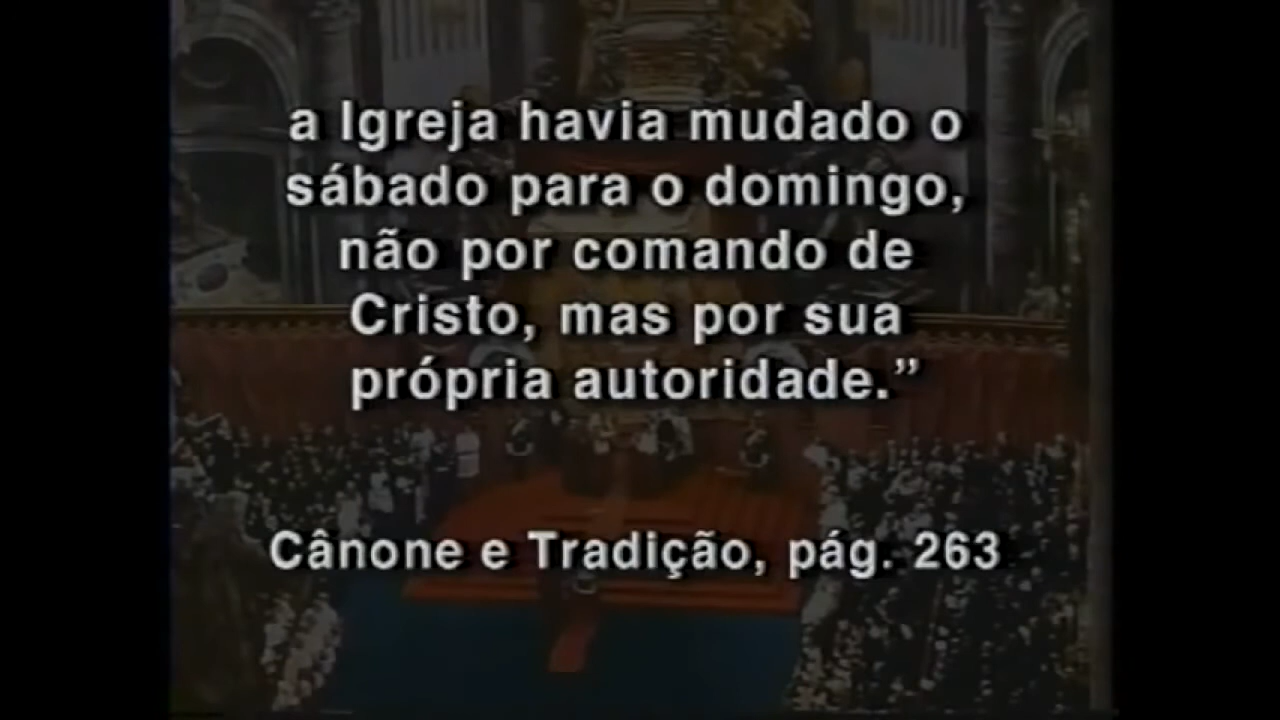 a Igreja havia mudado o
sábado para o domingo,
não por comando de
Cristo, mas por sua
própria autoridade.”
Cânone e Tradição, pág. 263